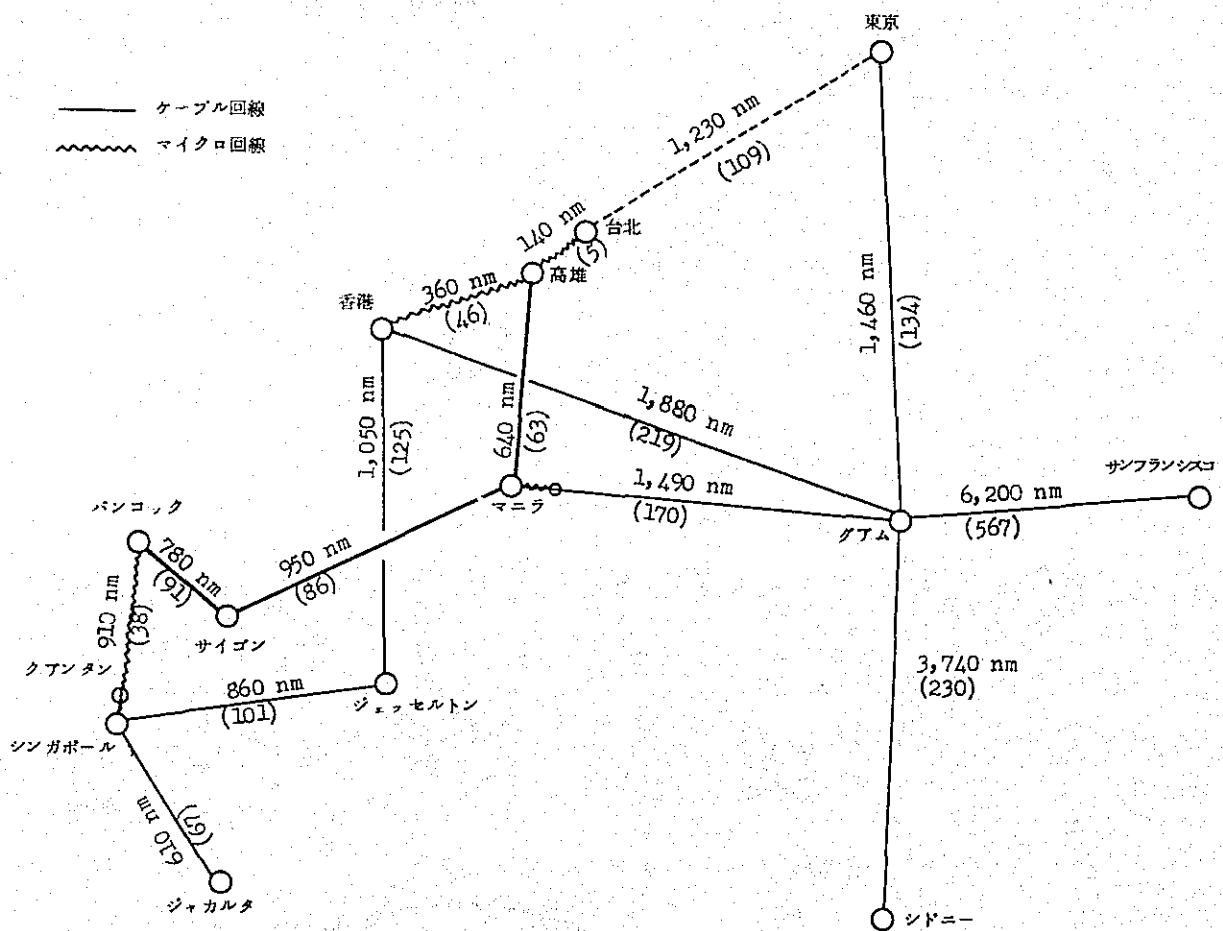 東京
ケーブル回線
マイクロ回線
1,230 nm
(109)
140 nm
(5)
台北
高雄
香港
360 nm
(46)
1,460 nm
(134)
1,050 nm
(125)
640 nm
(63)
1,880 nm
(219)
マニラ
1,490 nm
(170)
サンフランシスコ
6,200 nm
(567)
グアム
バンコック
780 nm
(91)
950 nm
(86)
サイゴン
910 nm
(38)
クアンタン
860 nm
(101)
ジェッセルトン
シンガポール
3,740 nm
(230)
610 nm
(67)
ジャカルタ
シドニー